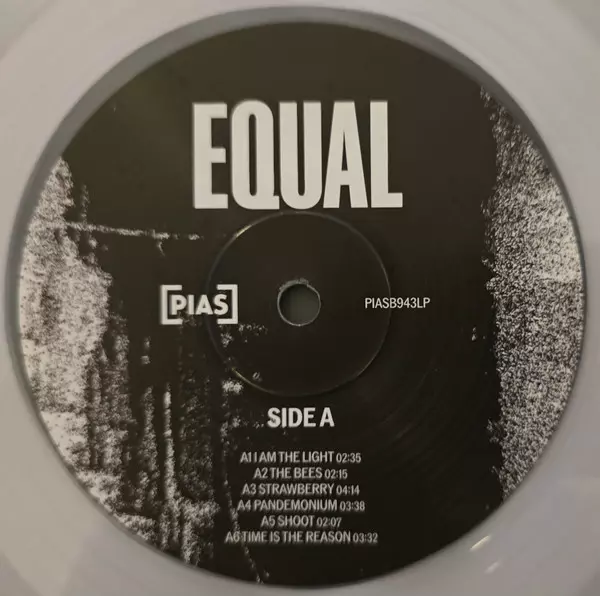 EQUAL
[PIAS]
PIASB943LP
SIDE A
A1 I AM THE LIGHT 02:35
A2 THE BEES 02:15
A3 STRAWBERRY 04:14
A4 PANDEMONIUM 03:38
A5 SHOOT 02:07
A6 TIME IS THE REASON 03:32